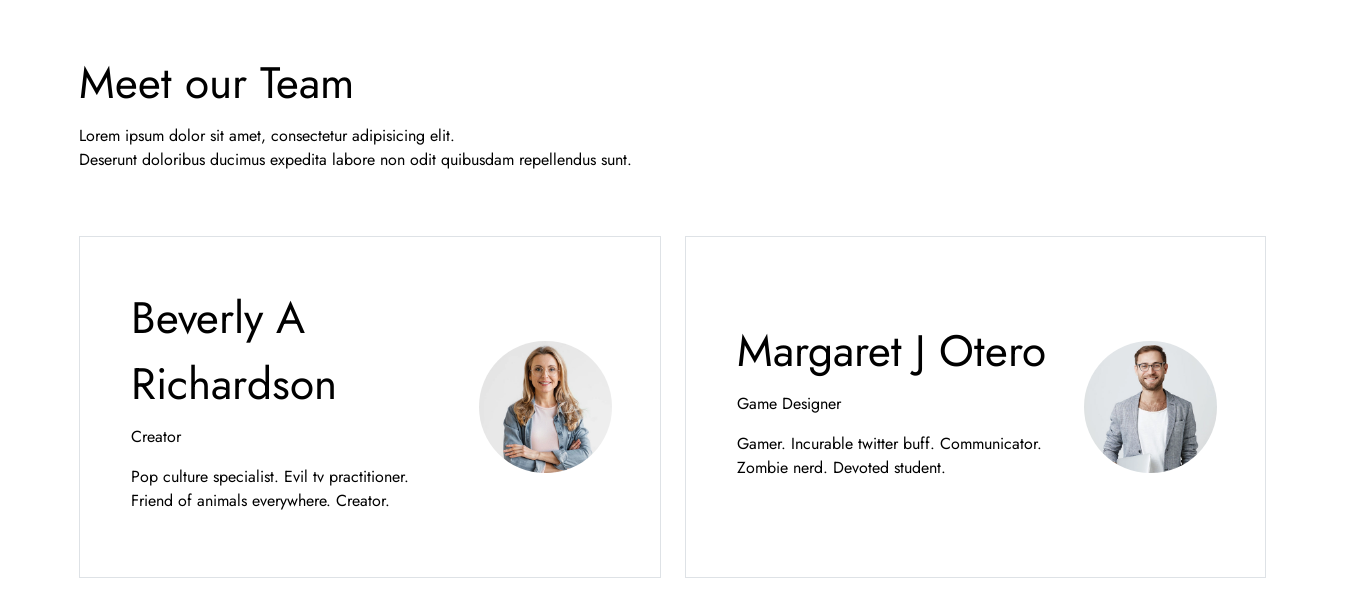 Meet our Team
Lorem ipsum dolor sit amet, consectetur adipisicing elit.
Deserunt doloribus ducimus expedita labore non odit quibusdam repellendus sunt.
Beverly A
Richardson
Creator
Pop culture specialist. Evil tv practitioner.
Friend of animals everywhere. Creator.
Margaret J Otero
Game Designer
Gamer. Incurable twitter buff. Communicator.
Zombie nerd. Devoted student.